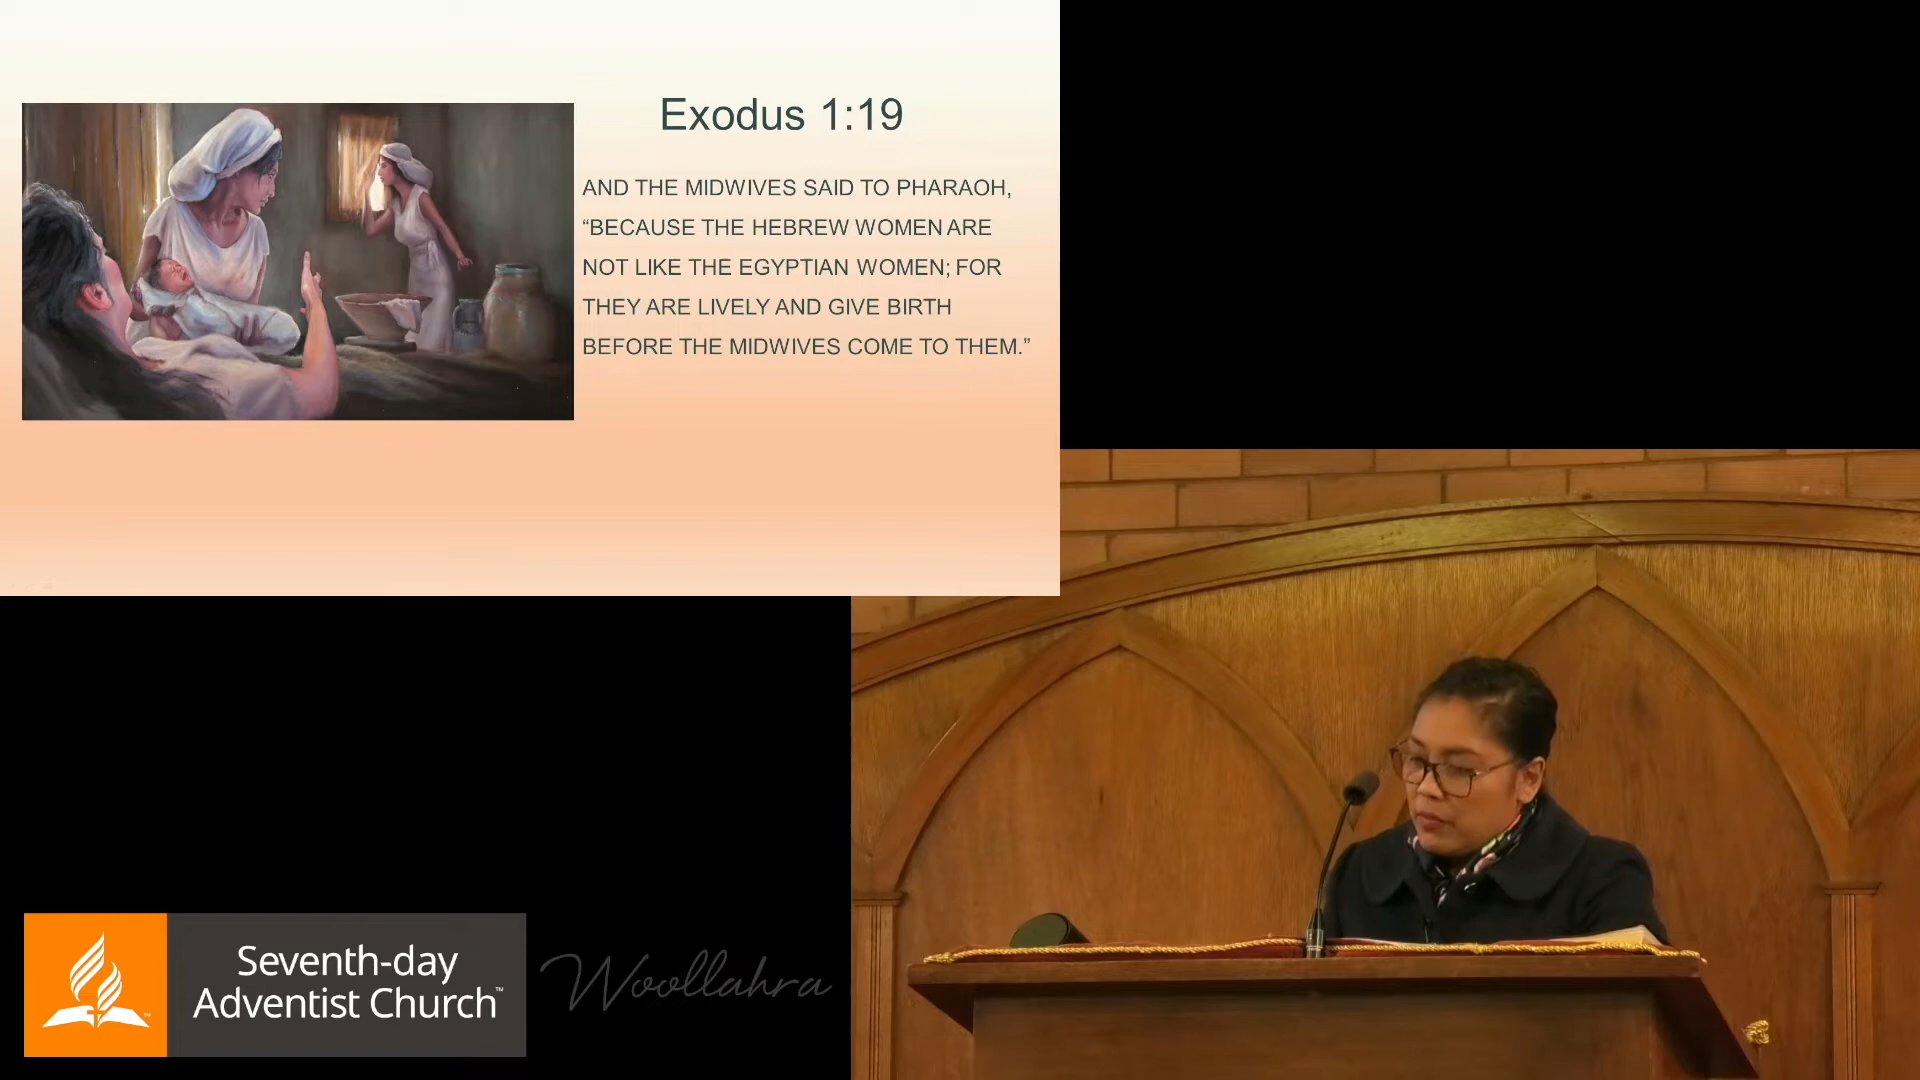 Exodus 1:19
AND THE MIDWIVES SAID TO PHARAOH,
“BECAUSE THE HEBREW WOMEN ARE
NOT LIKE THE EGYPTIAN WOMEN; FOR
THEY ARE LIVELY AND GIVE BIRTH
BEFORE THE MIDWIVES COME TO THEM.”
Seventh-day
Adventist Church™
Woollahra